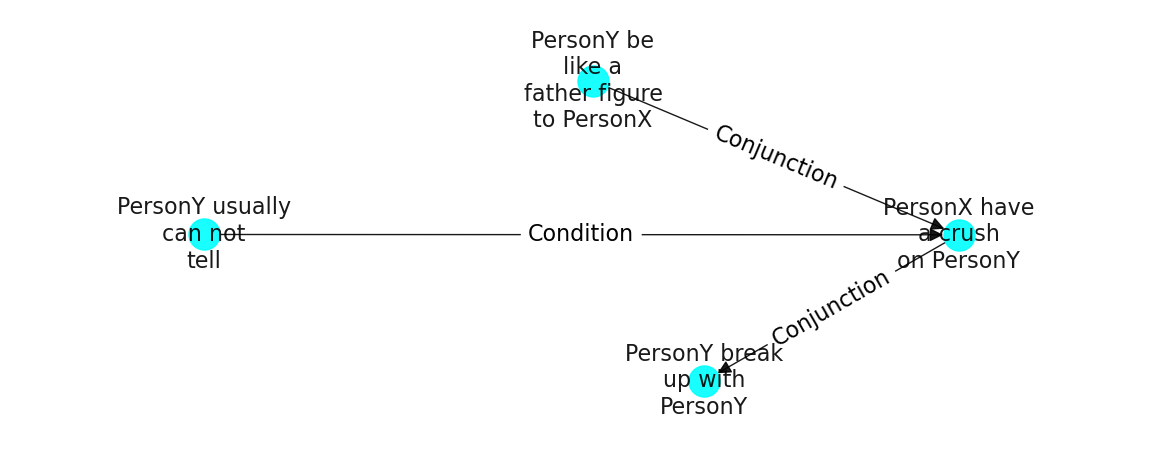 PersonY be
like a
father figure
to PersonX
Conjunction
PersonY usually
can not
tell
Condition
PersonX have
a crush
on PersonY
Conjunction
PersonY break
up with
PersonY